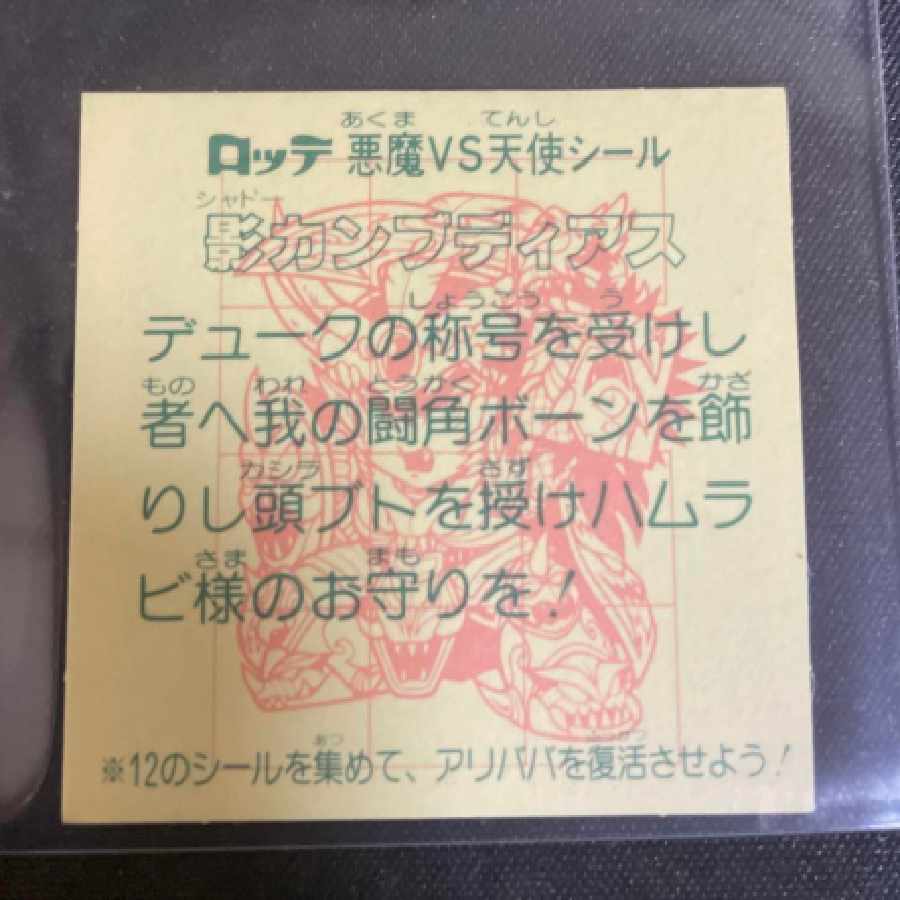 あくま てんし
ロッテ 悪魔VS天使シール
シャドー
影カンブディアス
しょうごう う
デュークの称号を受けし
もの われ とうかく かざ
者へ我の闘角ボーンを飾
カシラ さず
りし頭ブトを授けハムラ
さま まも
ビ様のお守りを!
あつ
※12のシールを集めて、アリババを復活させよう!